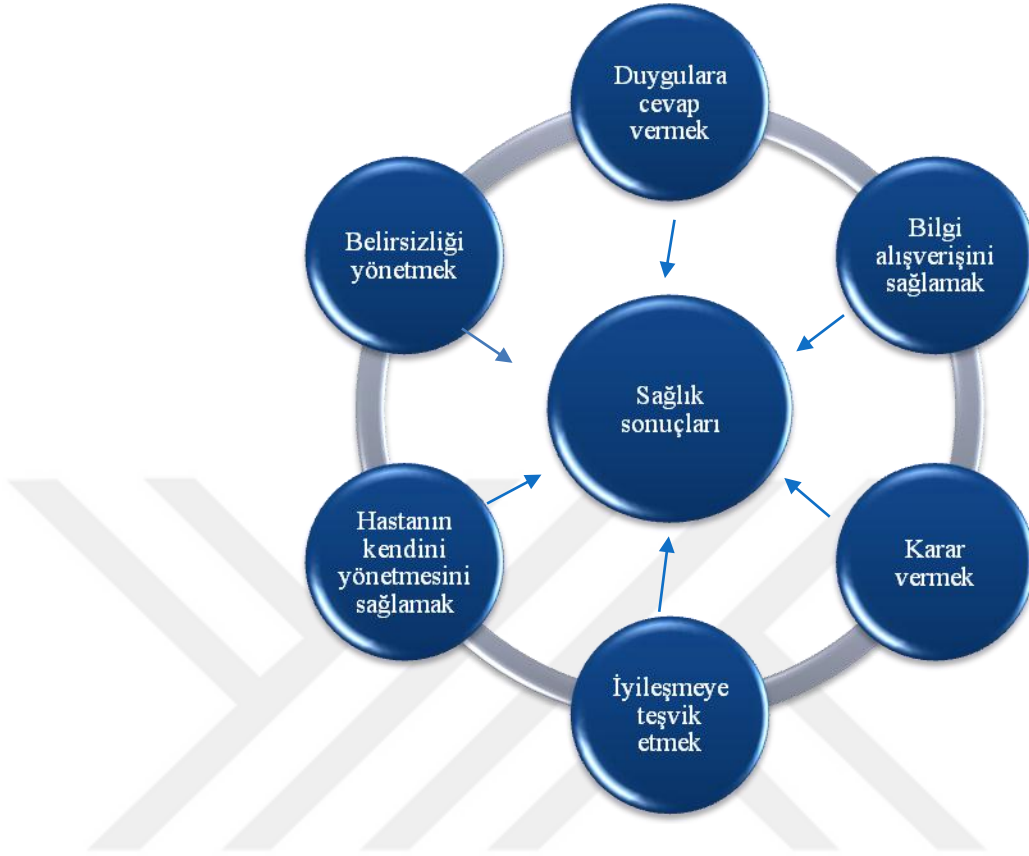 Duygulara
cevap
vermek
Bilgi
alışverişini
sağlamak
Karar
vermek
İyileşmeye
teşvik
etmek
Hastanın
kendini
yönetmesini
sağlamak
Belirsizliği
yönetmek
Sağlık
sonuçları